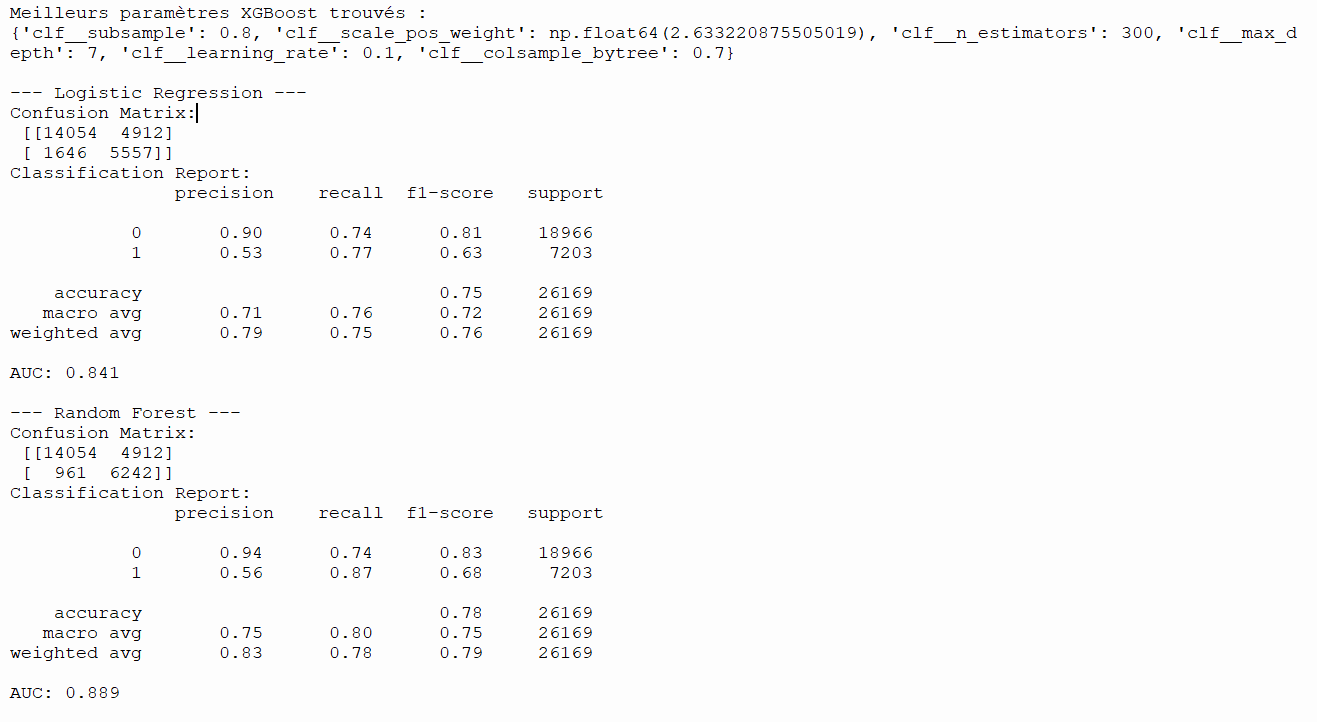 Meilleurs paramètres XGBoost trouvés :
{'clf__subsample': 0.8, 'clf__scale_pos_weight': np.float64(2.633220875505019), 'clf__n_estimators': 300, 'clf__max_d
epth': 7, 'clf__learning_rate': 0.1, 'clf__colsample_bytree': 0.7}
--- Logistic Regression ---
Confusion Matrix:
[[14054 4912]
[ 1646 5557]]
Classification Report:
precision recall f1-score support
0 0.90 0.74 0.81 18966
1 0.53 0.77 0.63 7203
accuracy 0.75 26169
macro avg 0.71 0.76 0.72 26169
weighted avg 0.79 0.75 0.76 26169
AUC: 0.841
--- Random Forest ---
Confusion Matrix:
[[14054 4912]
[ 961 6242]]
Classification Report:
precision recall f1-score support
0 0.94 0.74 0.83 18966
1 0.56 0.87 0.68 7203
accuracy 0.78 26169
macro avg 0.75 0.80 0.75 26169
weighted avg 0.83 0.78 0.79 26169
AUC: 0.889